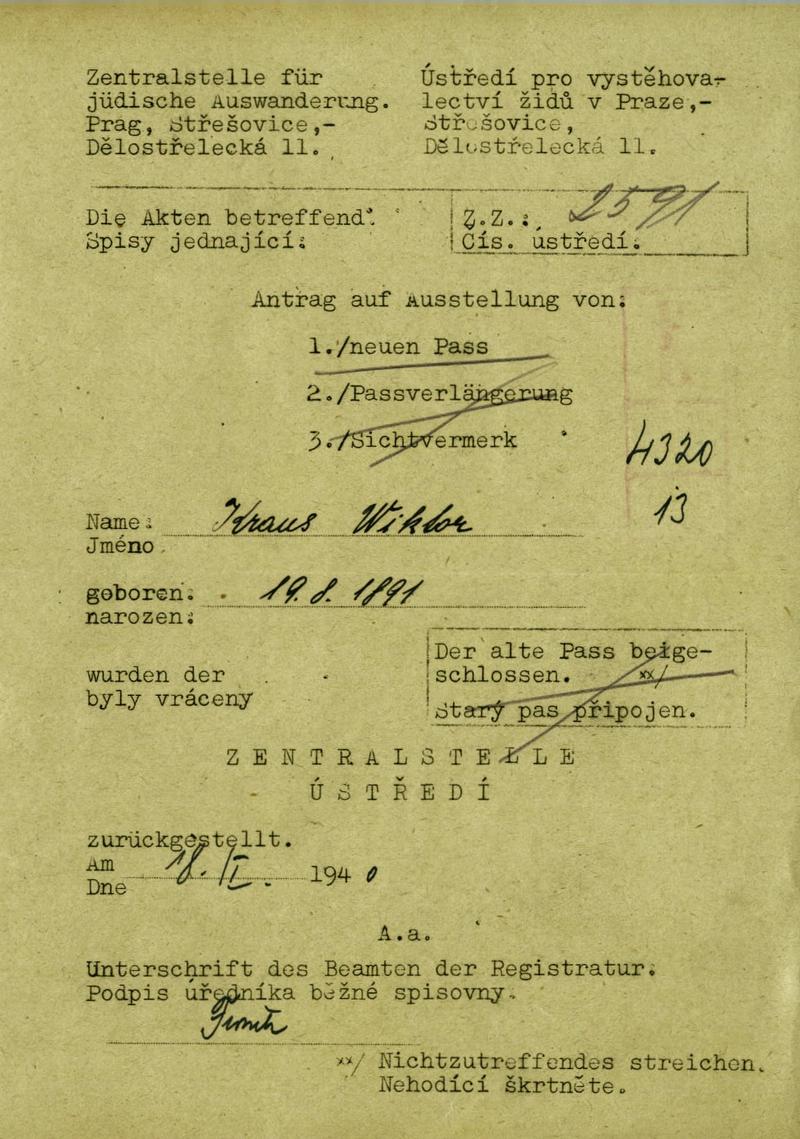 Zentralstelle für
jüdische Auswanderung.
Prag, Střešovice,-
Dělostřelecká 11.
Ústředí pro vystěhova-
lectví židů v Praze,-
Střešovice,
Dělostřelecká 11.
Die Akten betreffend:
Spisy jednající:
Z.Z.: 2591
Čís. ústředí:
Antrag auf Ausstellung von:
1./neuen Pass
2./Passverlängerung
3./Sichtvermerk
4320
13
Name: Kraus Wiktor
Jméno
geboren: 19.8.1891
narozen:
wurden der
byly vráceny
Der alte Pass beige-
schlossen. xx/
Starý pas připojen.
ZENTRALSTELLE
ÚSTŘEDÍ
zurückgestellt.
Am
Dne 1940
A.a.
Unterschrift des Beamten der Registratur.
Podpis úředníka běžné spisovny.
xx/ Nichtzutreffendes streichen.
Nehodící škrtněte.